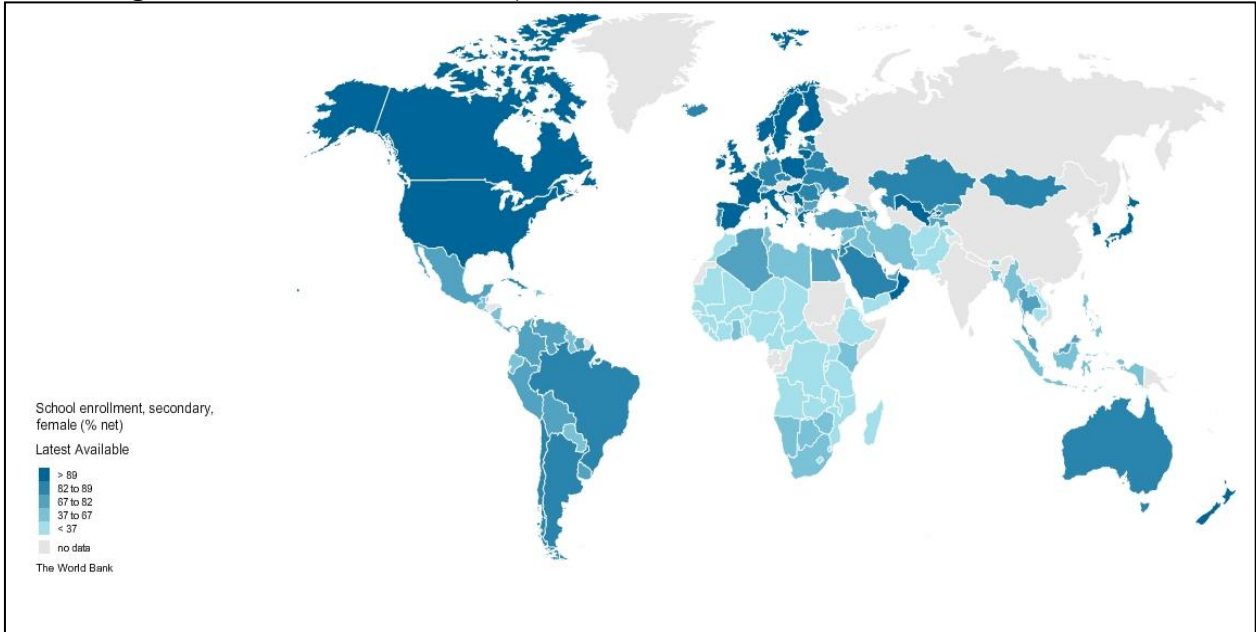 School enrollment, secondary,
female (% net)
Latest Available
> 89
82 to 89
67 to 82
37 to 67
< 37
no data
The World Bank